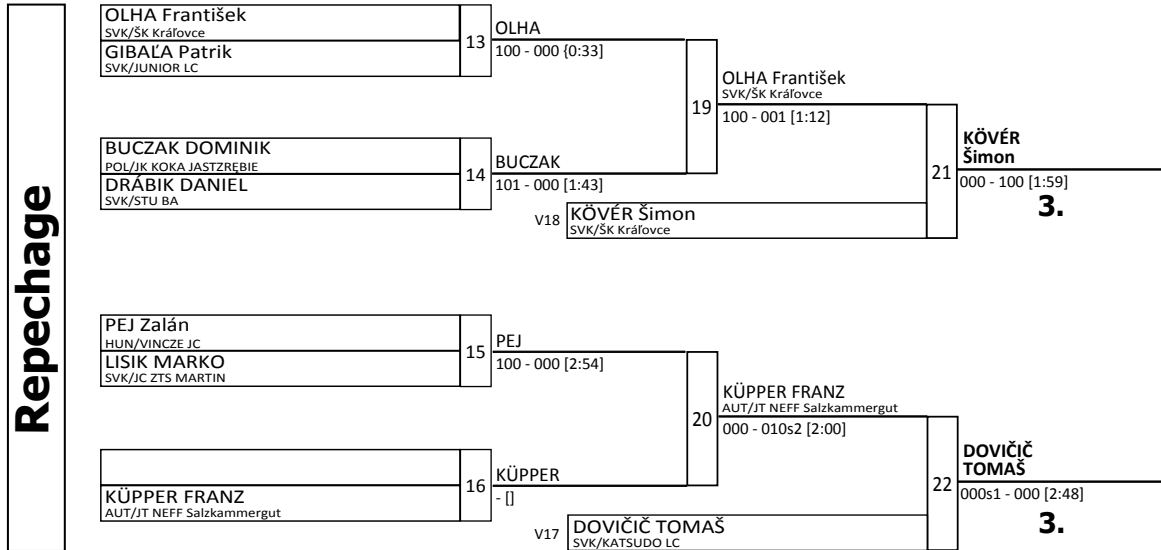 Repechage
OLHA František
SVK/ŠK Kráľovce
GIBAĽA Patrik
SVK/JUNIOR LC
13
OLHA
100 - 000 {0:33]
BUCZAK DOMINIK
POL/JK KOKA JASTZRĘBIE
DRÁBIK DANIEL
SVK/STU BA
14
BUCZAK
101 - 000 [1:43]
19
OLHA František
SVK/ŠK Kráľovce
100 - 001 [1:12]
V18
KÖVÉR Šimon
SVK/ŠK Kráľovce
21
KÖVÉR
Šimon
000 - 100 [1:59]
3.
PEJ Zalán
HUN/VINCZE JC
LISIK MARKO
SVK/JC ZTS MARTIN
15
PEJ
100 - 000 [2:54]
KÜPPER FRANZ
AUT/JT NEFF Salzkammergut
16
KÜPPER
- []
20
KÜPPER FRANZ
AUT/JT NEFF Salzkammergut
000 - 010s2 [2:00]
V17
DOVIČIČ TOMAŠ
SVK/KATSUDO LC
22
DOVIČIČ
TOMAŠ
000s1 - 000 [2:48]
3.